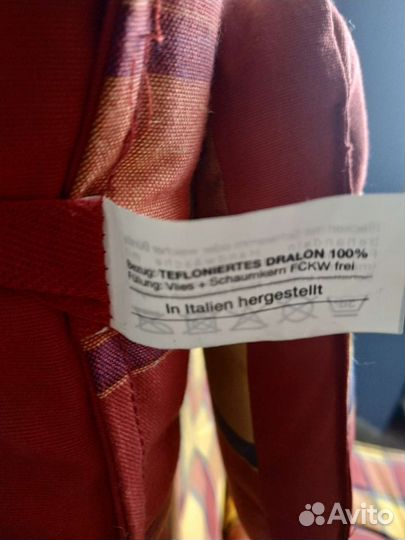 Bezug: TEFLONIERTES DRALON 100%
Füllung: Vlies + Schaumkern FCKW frei
In Italien hergestellt
Avito